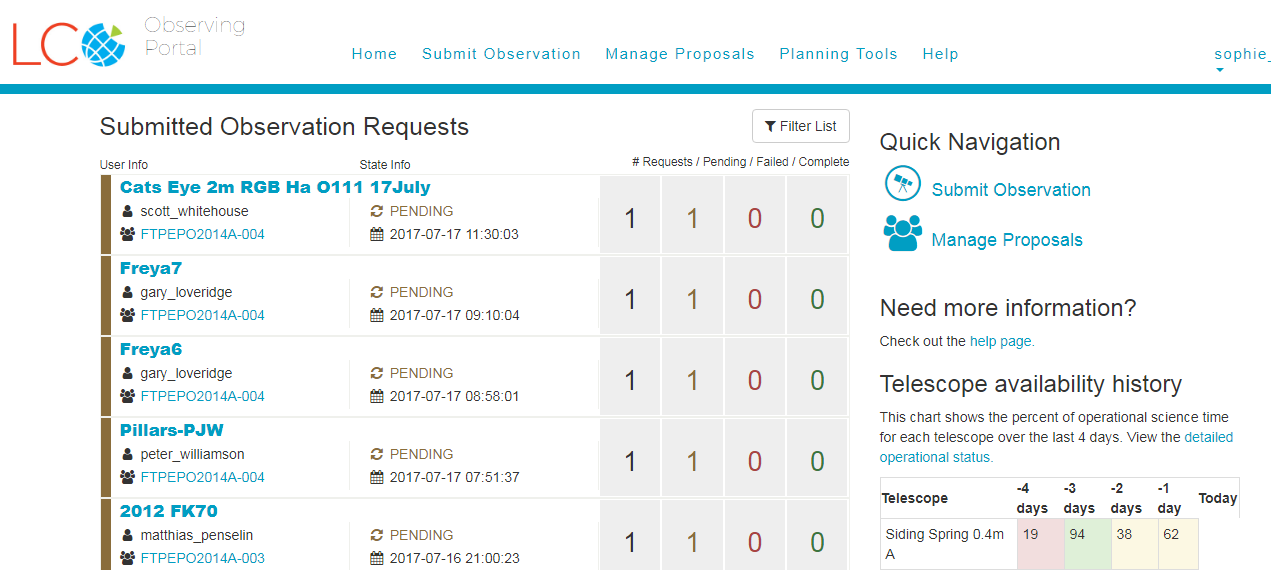 LCO
Observing
Portal
Home Submit Observation Manage Proposals Planning Tools Help sophie_
Submitted Observation Requests
Filter List
User Info State Info # Requests / Pending / Failed / Complete
Cats Eye 2m RGB Ha O111 17July
scott_whitehouse PENDING
FTPEPO2014A-004 2017-07-17 11:30:03
1 1 0 0
Freya7
gary_loveridge PENDING
FTPEPO2014A-004 2017-07-17 09:10:04
1 1 0 0
Freya6
gary_loveridge PENDING
FTPEPO2014A-004 2017-07-17 08:58:01
1 1 0 0
Pillars-PJW
peter_williamson PENDING
FTPEPO2014A-004 2017-07-17 07:51:37
1 1 0 0
2012 FK70
matthias_penselin PENDING
FTPEPO2014A-003 2017-07-16 21:00:23
1 1 0 0
Quick Navigation
Submit Observation
Manage Proposals
Need more information?
Check out the help page.
Telescope availability history
This chart shows the percent of operational science time
for each telescope over the last 4 days. View the detailed
operational status.
Telescope -4 days -3 days -2 days -1 day Today
Siding Spring 0.4m A 19 94 38 62